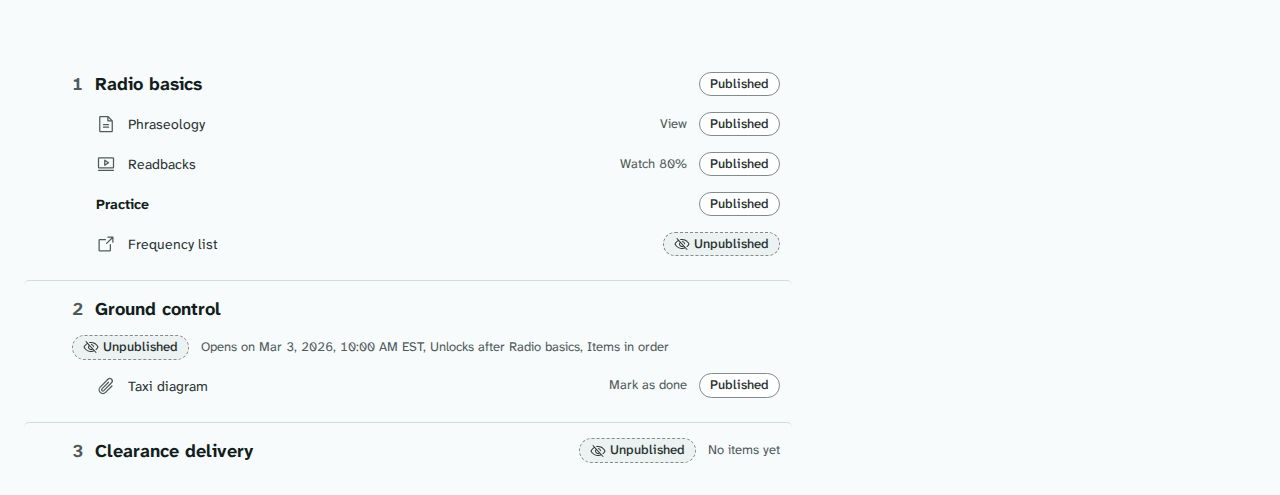 1 Radio basics Published
Phraseology View Published
Readbacks Watch 80% Published
Practice Published
Frequency list Unpublished
2 Ground control
Unpublished Opens on Mar 3, 2026, 10:00 AM EST, Unlocks after Radio basics, Items in order
Taxi diagram Mark as done Published
3 Clearance delivery Unpublished No items yet